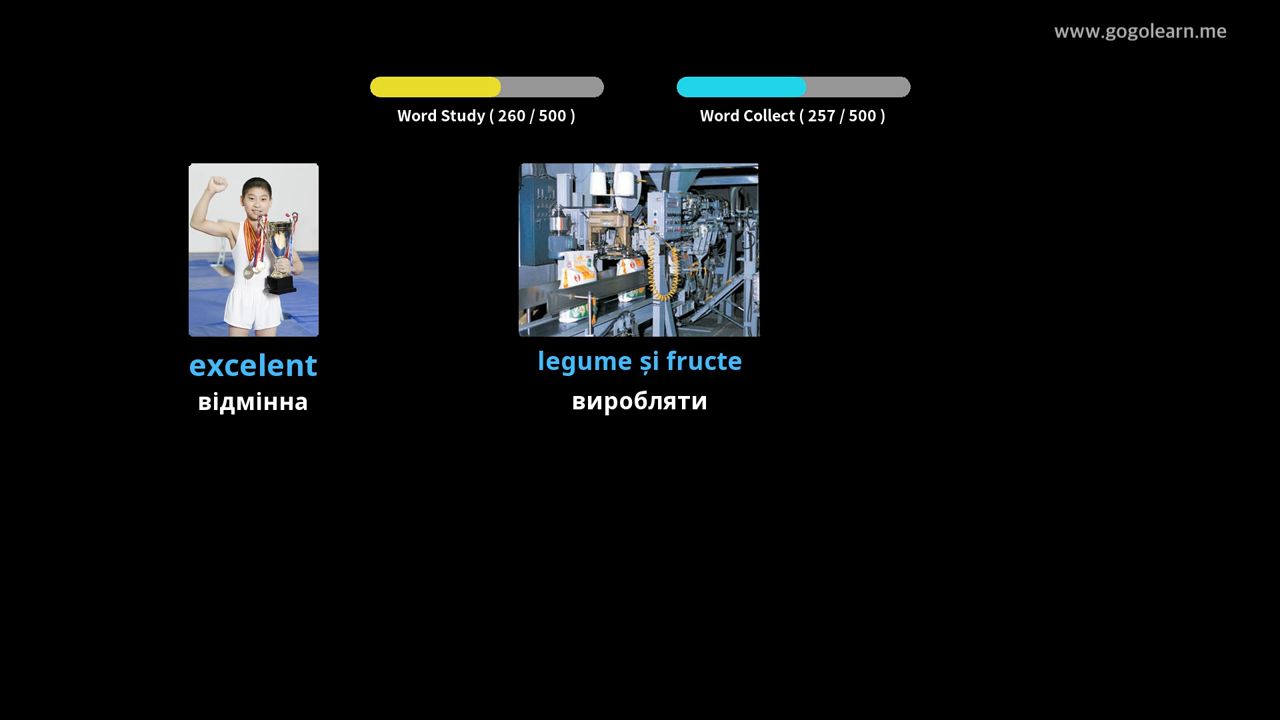 www.gogolearn.me
Word Study ( 260 / 500 )
Word Collect ( 257 / 500 )
excelent
відмінна
legume și fructe
виробляти